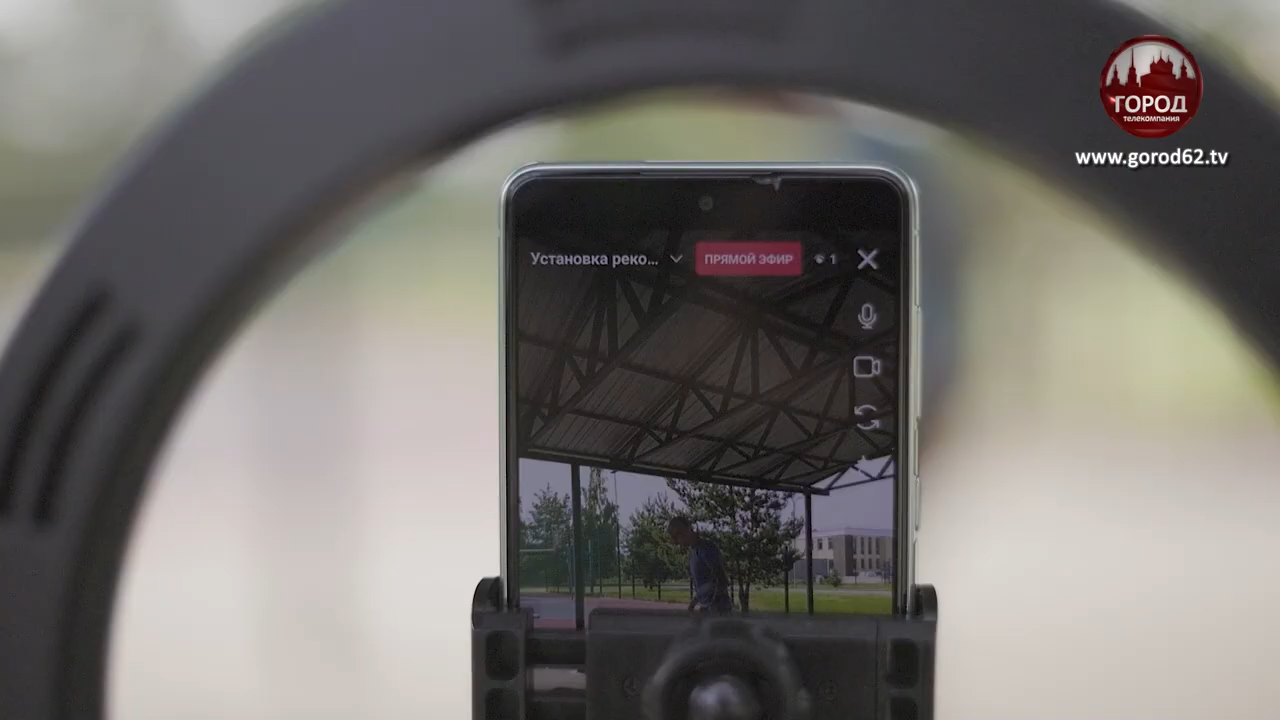 ГОРОД
телекомпания
www.gorod62.tv
Установка реко...
ПРЯМОЙ ЭФИР
1